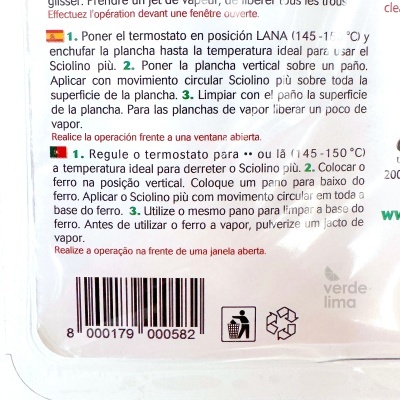 glisser. Prendre un jet de vapeur, de libérer tous les trous
Effectuez l'opération devant une fenêtre ouverte.
1. Poner el termostato en posición LANA (145 -15 °C) y
enchufar la plancha hasta la temperatura ideal para usar el
Sciolino più. 2. Poner la plancha vertical sobre un paño.
Aplicar con movimiento circular Sciolino più sobre toda la
superficie de la plancha. 3. Limpiar con el paño la superficie
de la plancha. Para las planchas de vapor liberar un poco de
vapor.
Realice la operación frente a una ventana abierta.
1. Regule o termostato para •• ou lã (145 -150 °C)
a temperatura ideal para derreter o Sciolino più. 2. Colocar o
ferro na posição vertical. Coloque um pano para baixo do
ferro. Aplicar o Sciolino più com movimento circular em toda a
base do ferro. 3. Utilize o mesmo pano para limpar a base do
ferro. Antes de utilizar o ferro a vapor, pulverize um jacto de
vapor.
Realize a operação na frente de uma janela aberta.
8 000179 000582
verde-
lima
clea
200
ww